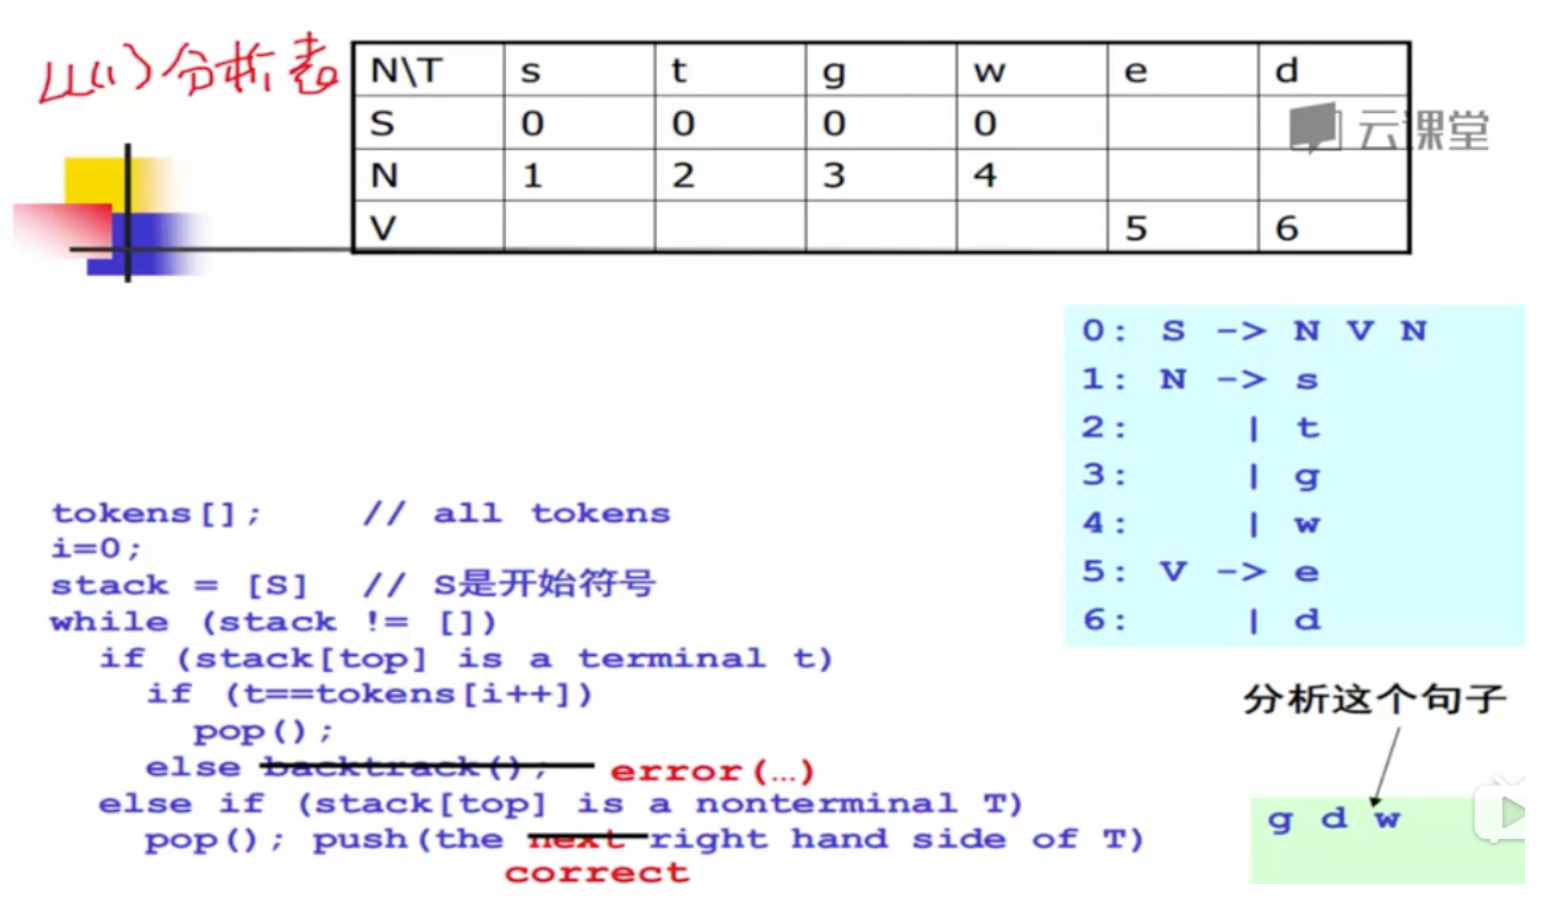 LL(1)分析表
N\T s t g w e d
S 0 0 0 0
N 1 2 3 4
V 5 6
云课堂
0: S -> N V N
1: N -> s
2: | t
3: | g
4: | w
5: V -> e
6: | d
tokens[]; // all tokens
i=0;
stack = [S] // S是开始符号
while (stack != [])
if (stack[top] is a terminal t)
if (t==tokens[i++])
pop();
else backtrack(); error(…)
else if (stack[top] is a nonterminal T)
pop(); push(the next right hand side of T)
correct
分析这个句子
g d w